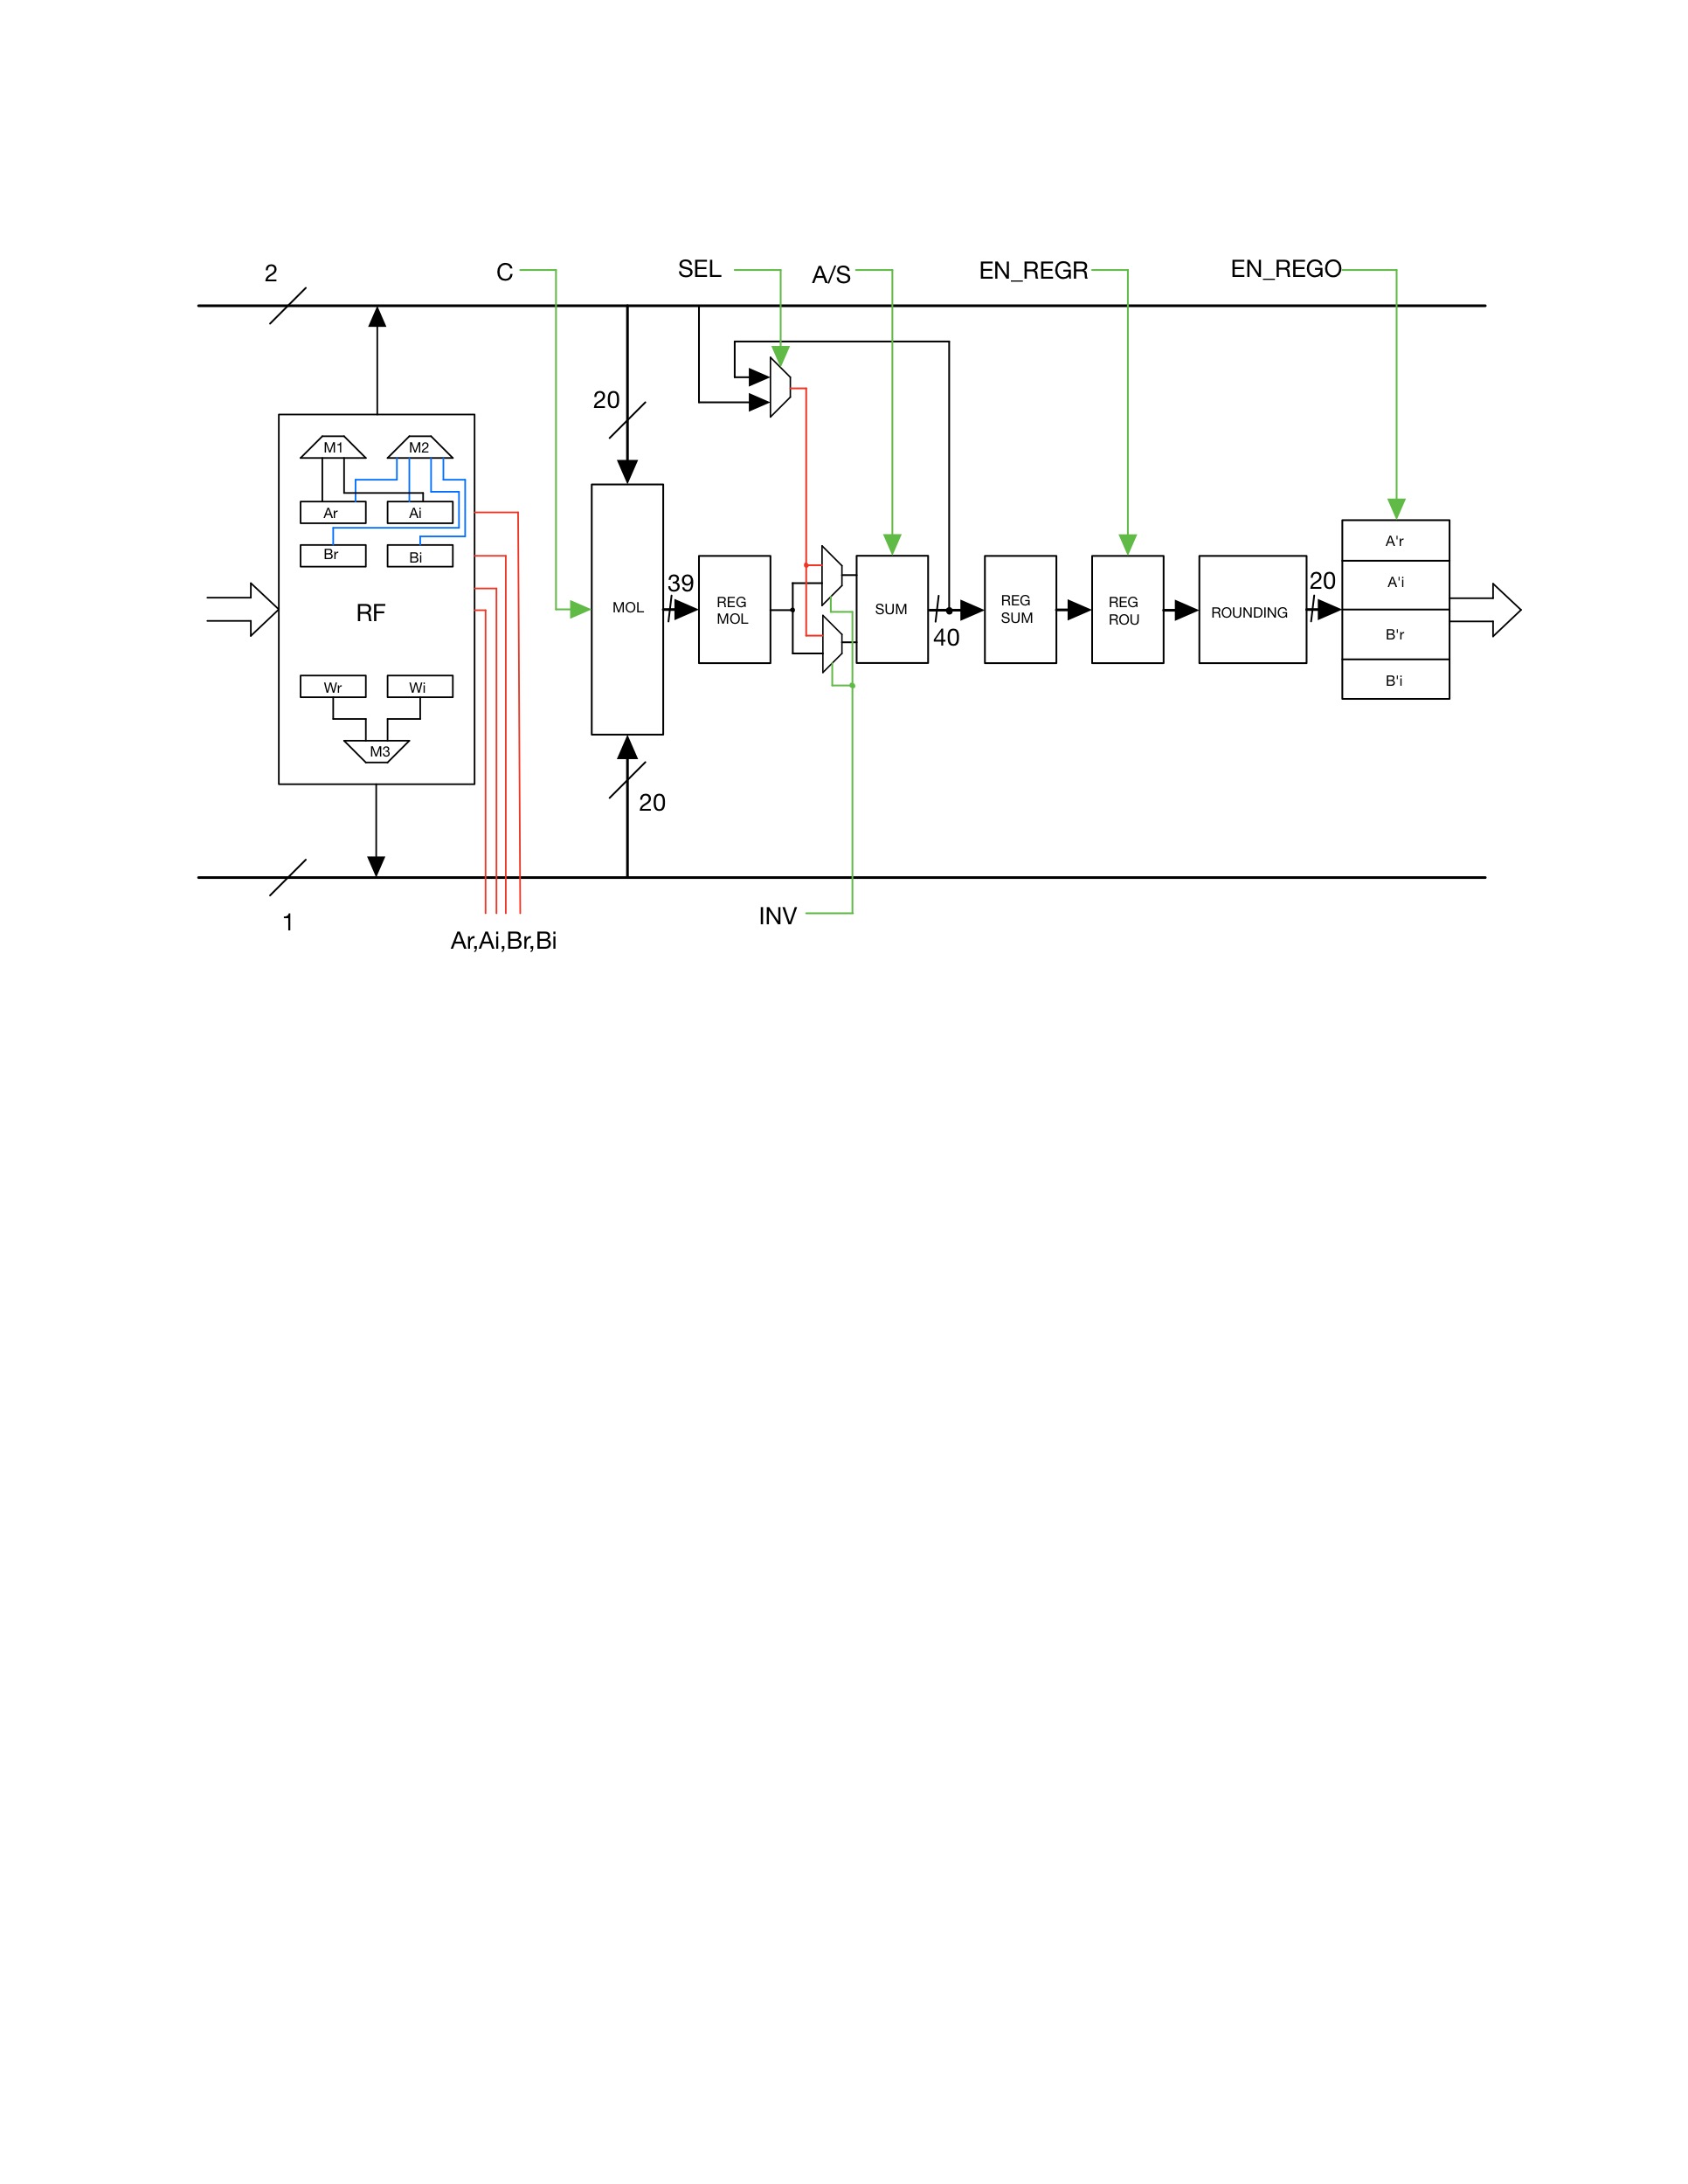 2
C
SEL
A/S
EN_REGR
EN_REGO
20
M1
M2
Ar
Ai
Br
Bi
RF
Wr
Wi
M3
MOL
39
REG
MOL
SUM
40
REG
SUM
REG
ROU
ROUNDING
20
A'r
A'i
B'r
B'i
20
1
INV
Ar,Ai,Br,Bi